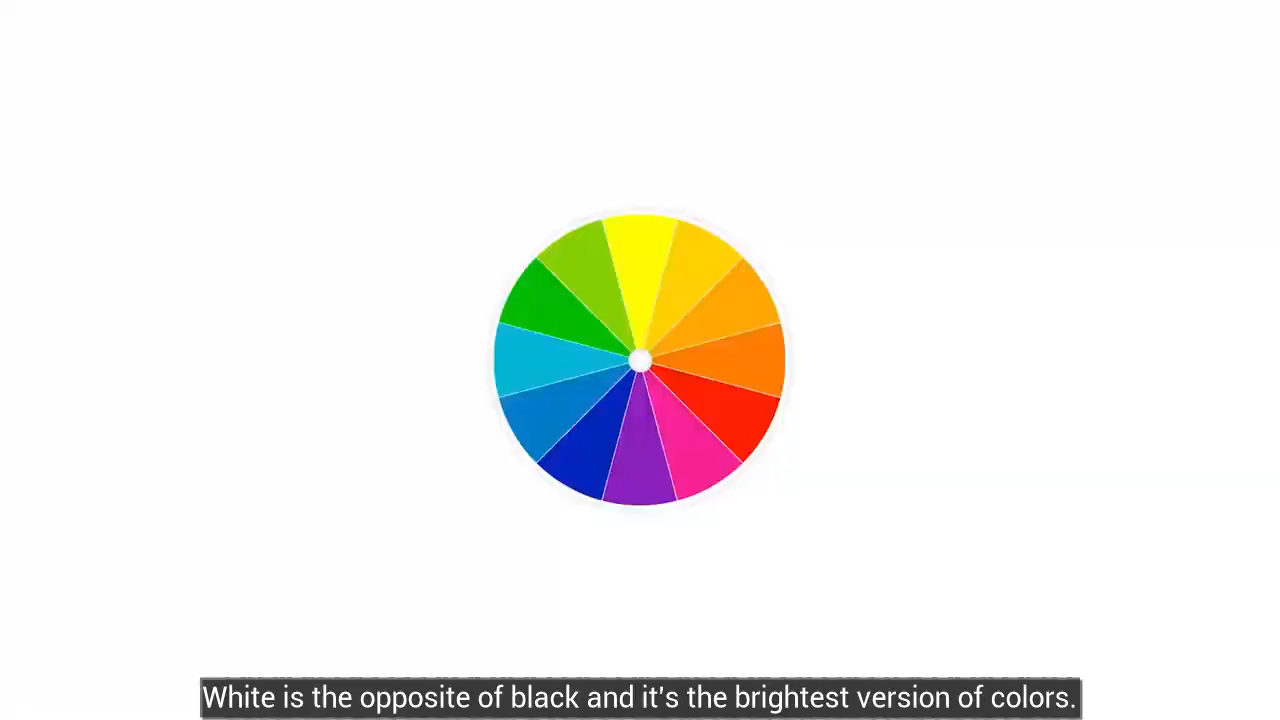 White is the opposite of black and it's the brightest version of colors.